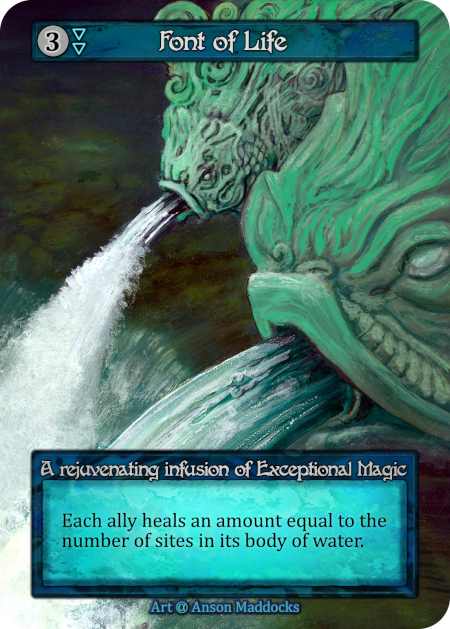 3
Font of Life
A rejuvenating infusion of Exceptional Magic
Each ally heals an amount equal to the
number of sites in its body of water.
Art @ Anson Maddocks